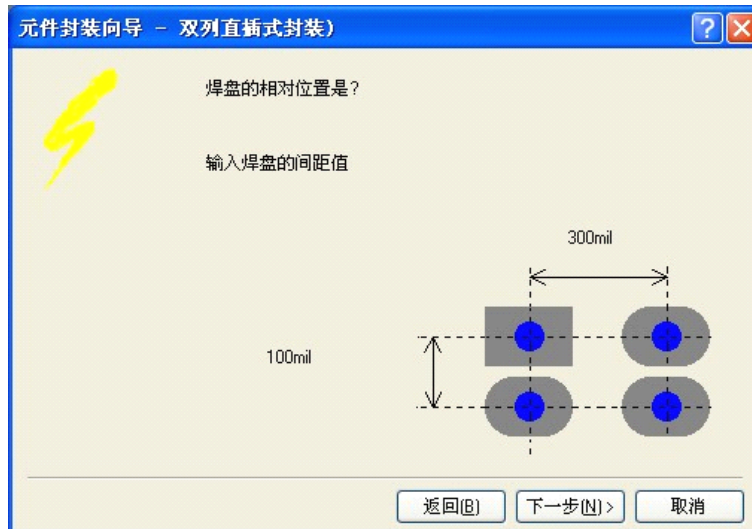 元件封装向导 - 双列直插式封装)
焊盘的相对位置是?
输入焊盘的间距值
300mil
100mil
返回(B)
下一步(N)>
取消